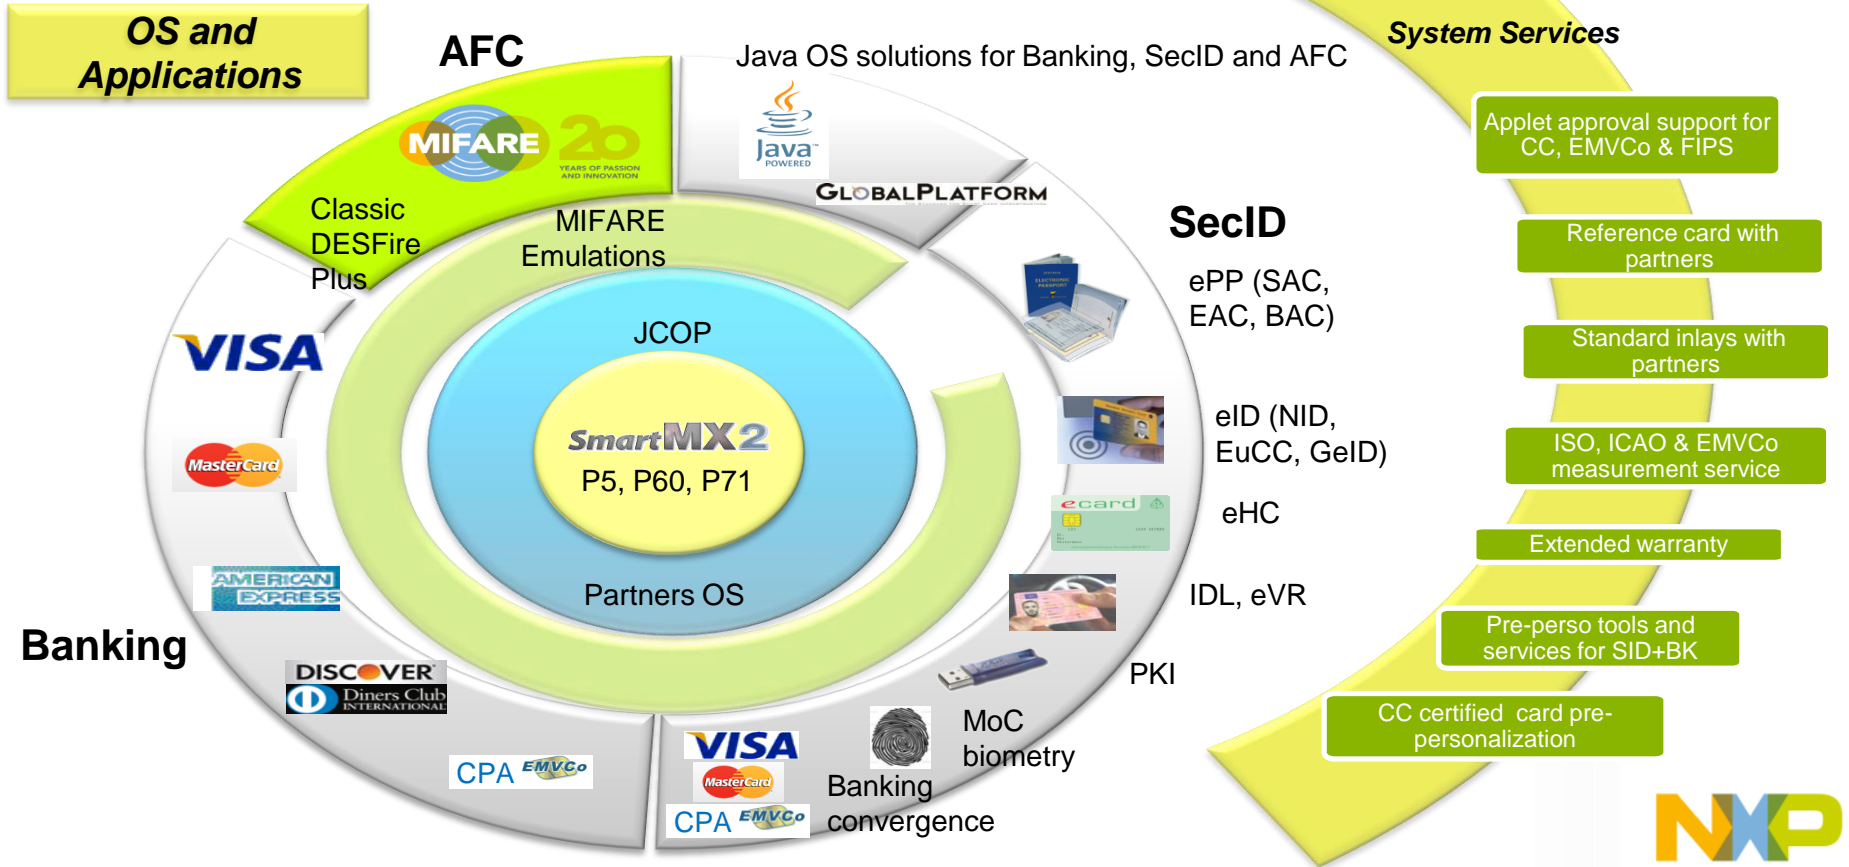 OS and
Applications
AFC
Java OS solutions for Banking, SecID and AFC
System Services
MIFARE
20
YEARS OF PASSION
AND INNOVATION
Java
POWERED
GLOBALPLATFORM
Classic
DESFire
Plus
MIFARE
Emulations
JCOP
SmartMX2
P5, P60, P71
Partners OS
SecID
ELECTRONIC
PASSPORT
ePP (SAC,
EAC, BAC)
eID (NID,
EuCC, GeID)
ecard
eHC
IDL, eVR
PKI
MoC
biometry
Banking
convergence
VISA
MasterCard
CPA EMVCo
Banking
VISA
MasterCard
AMERICAN
EXPRESS
DISCOVER
Diners Club
INTERNATIONAL
CPA EMVCo
Applet approval support for
CC, EMVCo & FIPS
Reference card with
partners
Standard inlays with
partners
ISO, ICAO & EMVCo
measurement service
Extended warranty
Pre-perso tools and
services for SID+BK
CC certified card pre-
personalization
NXP